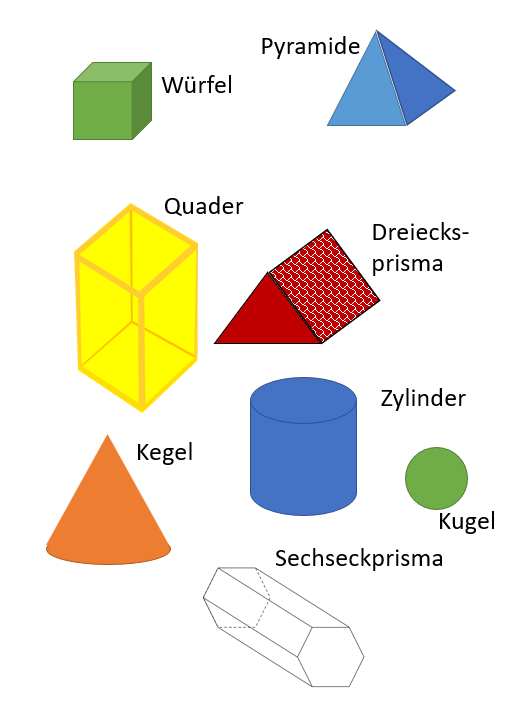 Pyramide
Würfel
Quader
Dreiecks-
prisma
Zylinder
Kegel
Kugel
Sechseckprisma